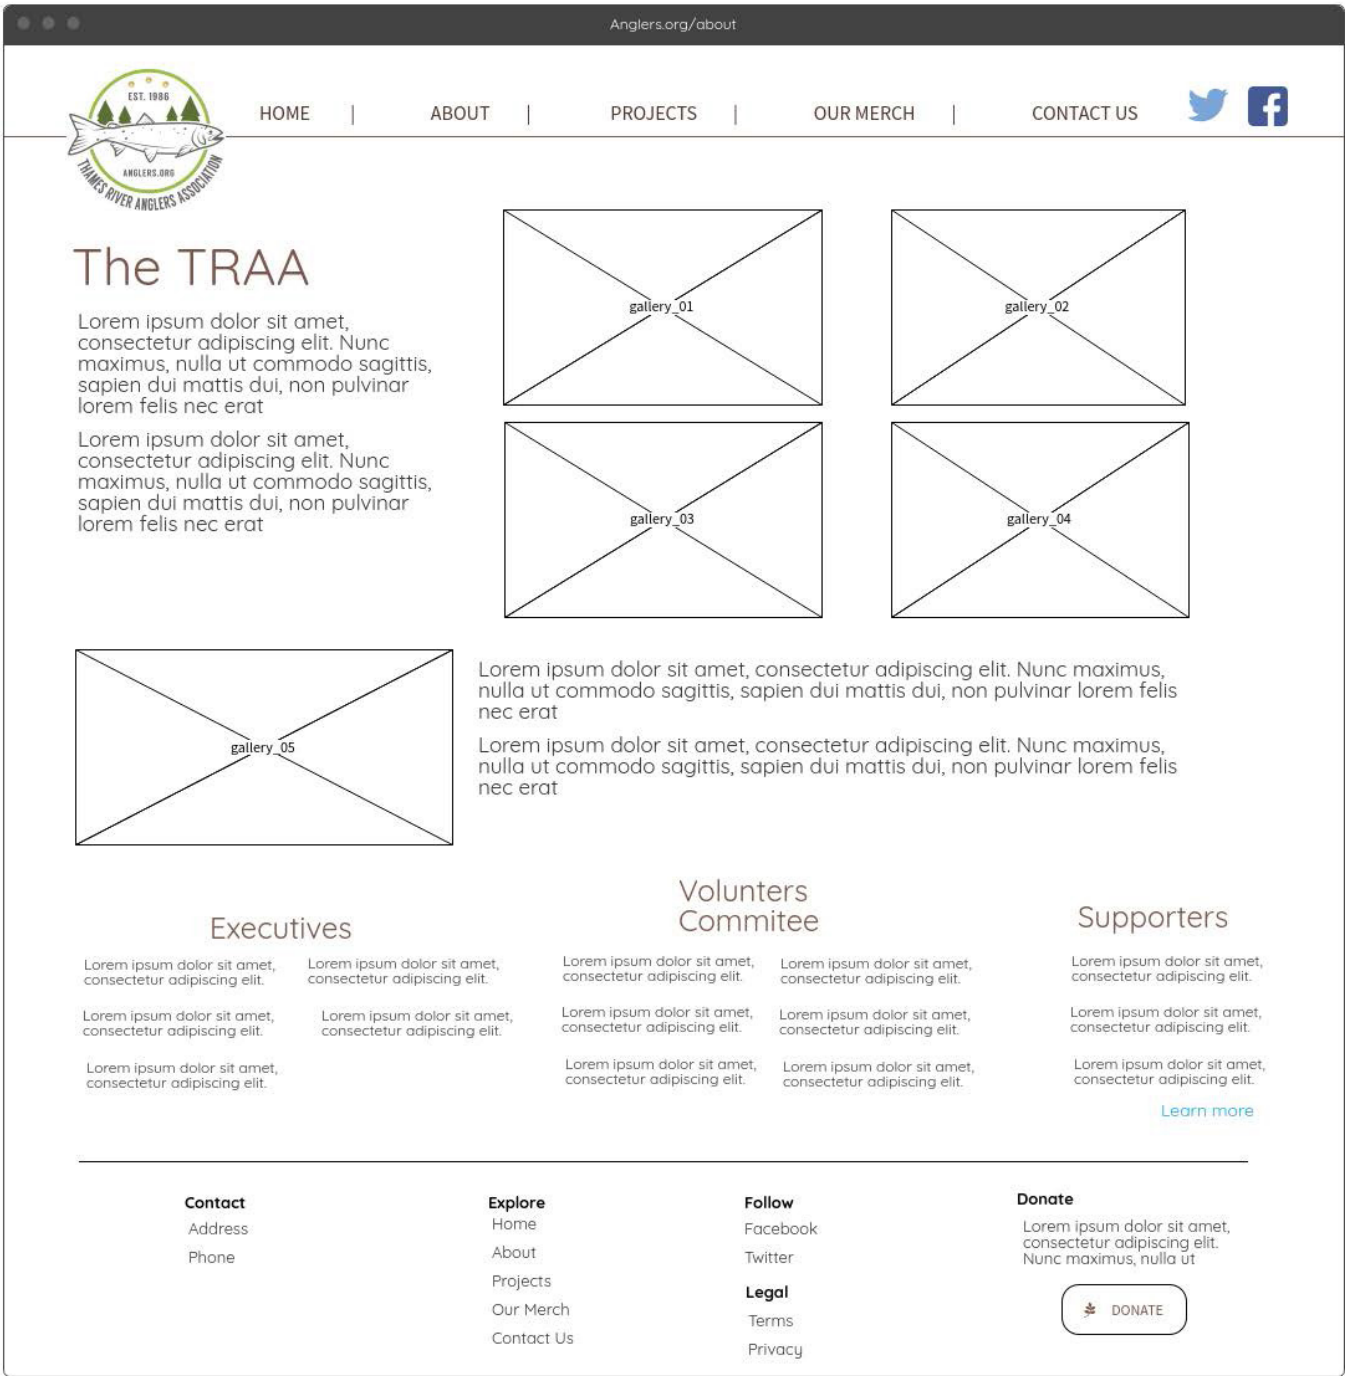 Anglers.org/about
EST. 1986
ANGLERS.ORG
THAMES RIVER ANGLERS ASSOCIATION
HOME | ABOUT | PROJECTS | OUR MERCH | CONTACT US
The TRAA
Lorem ipsum dolor sit amet,
consectetur adipiscing elit. Nunc
maximus, nulla ut commodo sagittis,
sapien dui mattis dui, non pulvinar
lorem felis nec erat
Lorem ipsum dolor sit amet,
consectetur adipiscing elit. Nunc
maximus, nulla ut commodo sagittis,
sapien dui mattis dui, non pulvinar
lorem felis nec erat
gallery_01
gallery_02
gallery_03
gallery_04
gallery_05
Lorem ipsum dolor sit amet, consectetur adipiscing elit. Nunc maximus,
nulla ut commodo sagittis, sapien dui mattis dui, non pulvinar lorem felis
nec erat
Lorem ipsum dolor sit amet, consectetur adipiscing elit. Nunc maximus,
nulla ut commodo sagittis, sapien dui mattis dui, non pulvinar lorem felis
nec erat
Executives
Lorem ipsum dolor sit amet,
consectetur adipiscing elit.
Lorem ipsum dolor sit amet,
consectetur adipiscing elit.
Lorem ipsum dolor sit amet,
consectetur adipiscing elit.
Lorem ipsum dolor sit amet,
consectetur adipiscing elit.
Lorem ipsum dolor sit amet,
consectetur adipiscing elit.
Volunters
Commitee
Lorem ipsum dolor sit amet,
consectetur adipiscing elit.
Lorem ipsum dolor sit amet,
consectetur adipiscing elit.
Lorem ipsum dolor sit amet,
consectetur adipiscing elit.
Lorem ipsum dolor sit amet,
consectetur adipiscing elit.
Lorem ipsum dolor sit amet,
consectetur adipiscing elit.
Lorem ipsum dolor sit amet,
consectetur adipiscing elit.
Supporters
Lorem ipsum dolor sit amet,
consectetur adipiscing elit.
Lorem ipsum dolor sit amet,
consectetur adipiscing elit.
Lorem ipsum dolor sit amet,
consectetur adipiscing elit.
Learn more
Contact
Address
Phone
Explore
Home
About
Projects
Our Merch
Contact Us
Follow
Facebook
Twitter
Legal
Terms
Privacy
Donate
Lorem ipsum dolor sit amet,
consectetur adipiscing elit.
Nunc maximus, nulla ut
DONATE